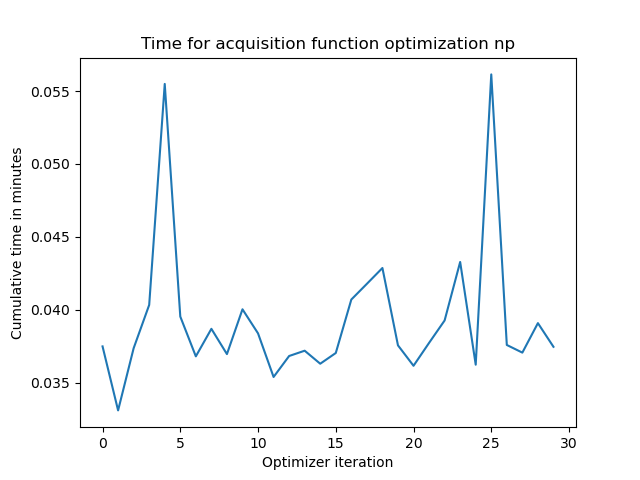 Time for acquisition function optimization np
Cumulative time in minutes
0.055
0.050
0.045
0.040
0.035
0 5 10 15 20 25 30
Optimizer iteration